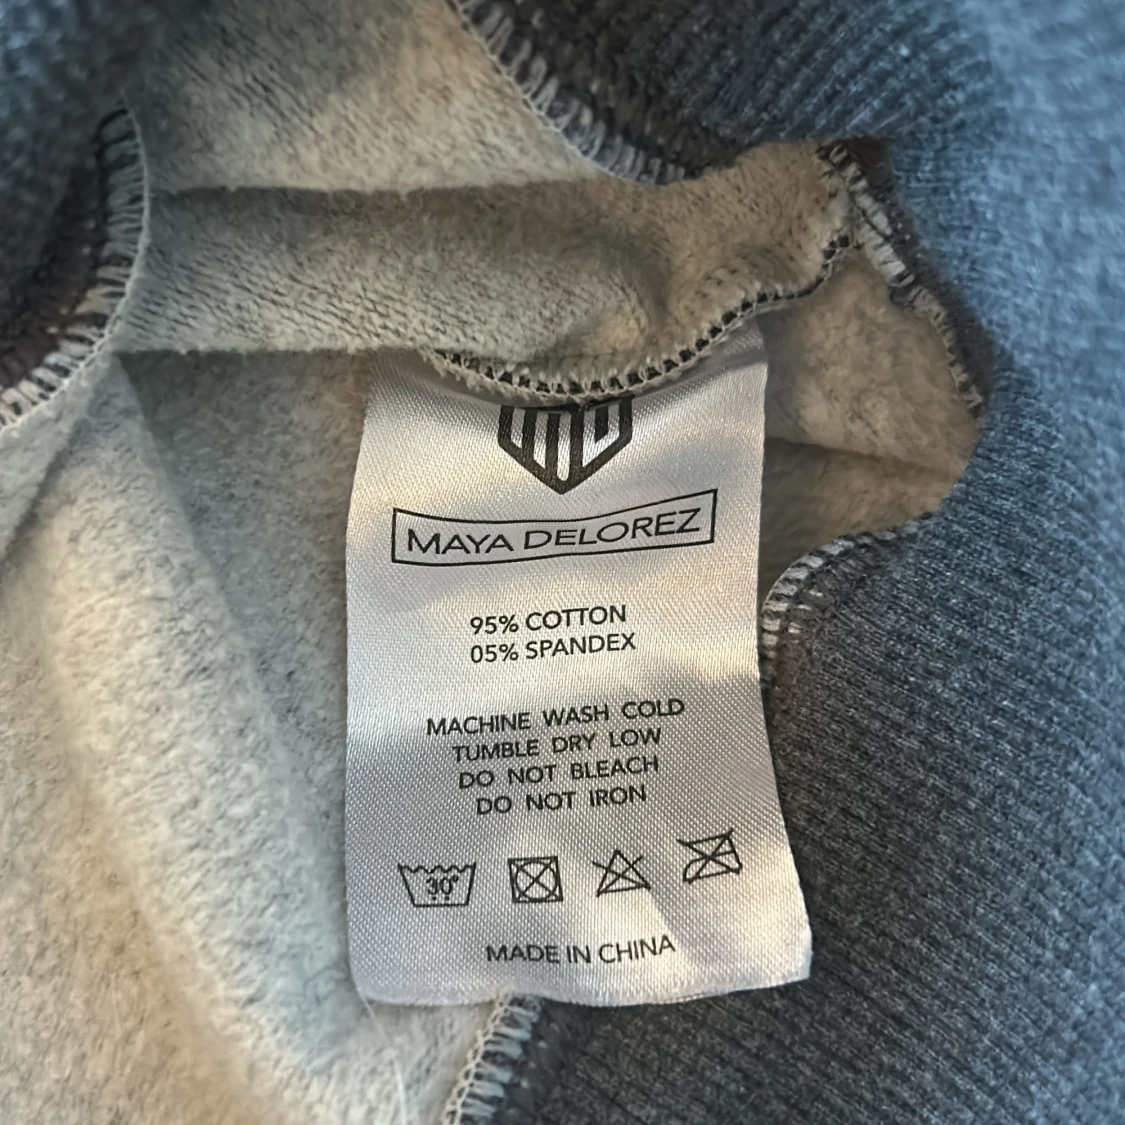 MAYA DELOREZ
95% COTTON
05% SPANDEX
MACHINE WASH COLD
TUMBLE DRY LOW
DO NOT BLEACH
DO NOT IRON
30°
MADE IN CHINA